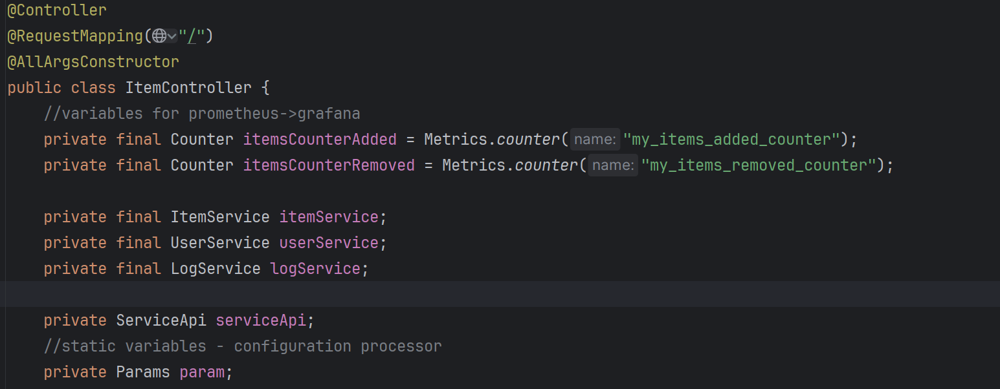 @Controller
@RequestMapping("/")
@AllArgsConstructor
public class ItemController {
//variables for prometheus->grafana
private final Counter itemsCounterAdded = Metrics.counter( name: "my_items_added_counter");
private final Counter itemsCounterRemoved = Metrics.counter( name: "my_items_removed_counter");
private final ItemService itemService;
private final UserService userService;
private final LogService logService;
private ServiceApi serviceApi;
//static variables - configuration processor
private Params param;